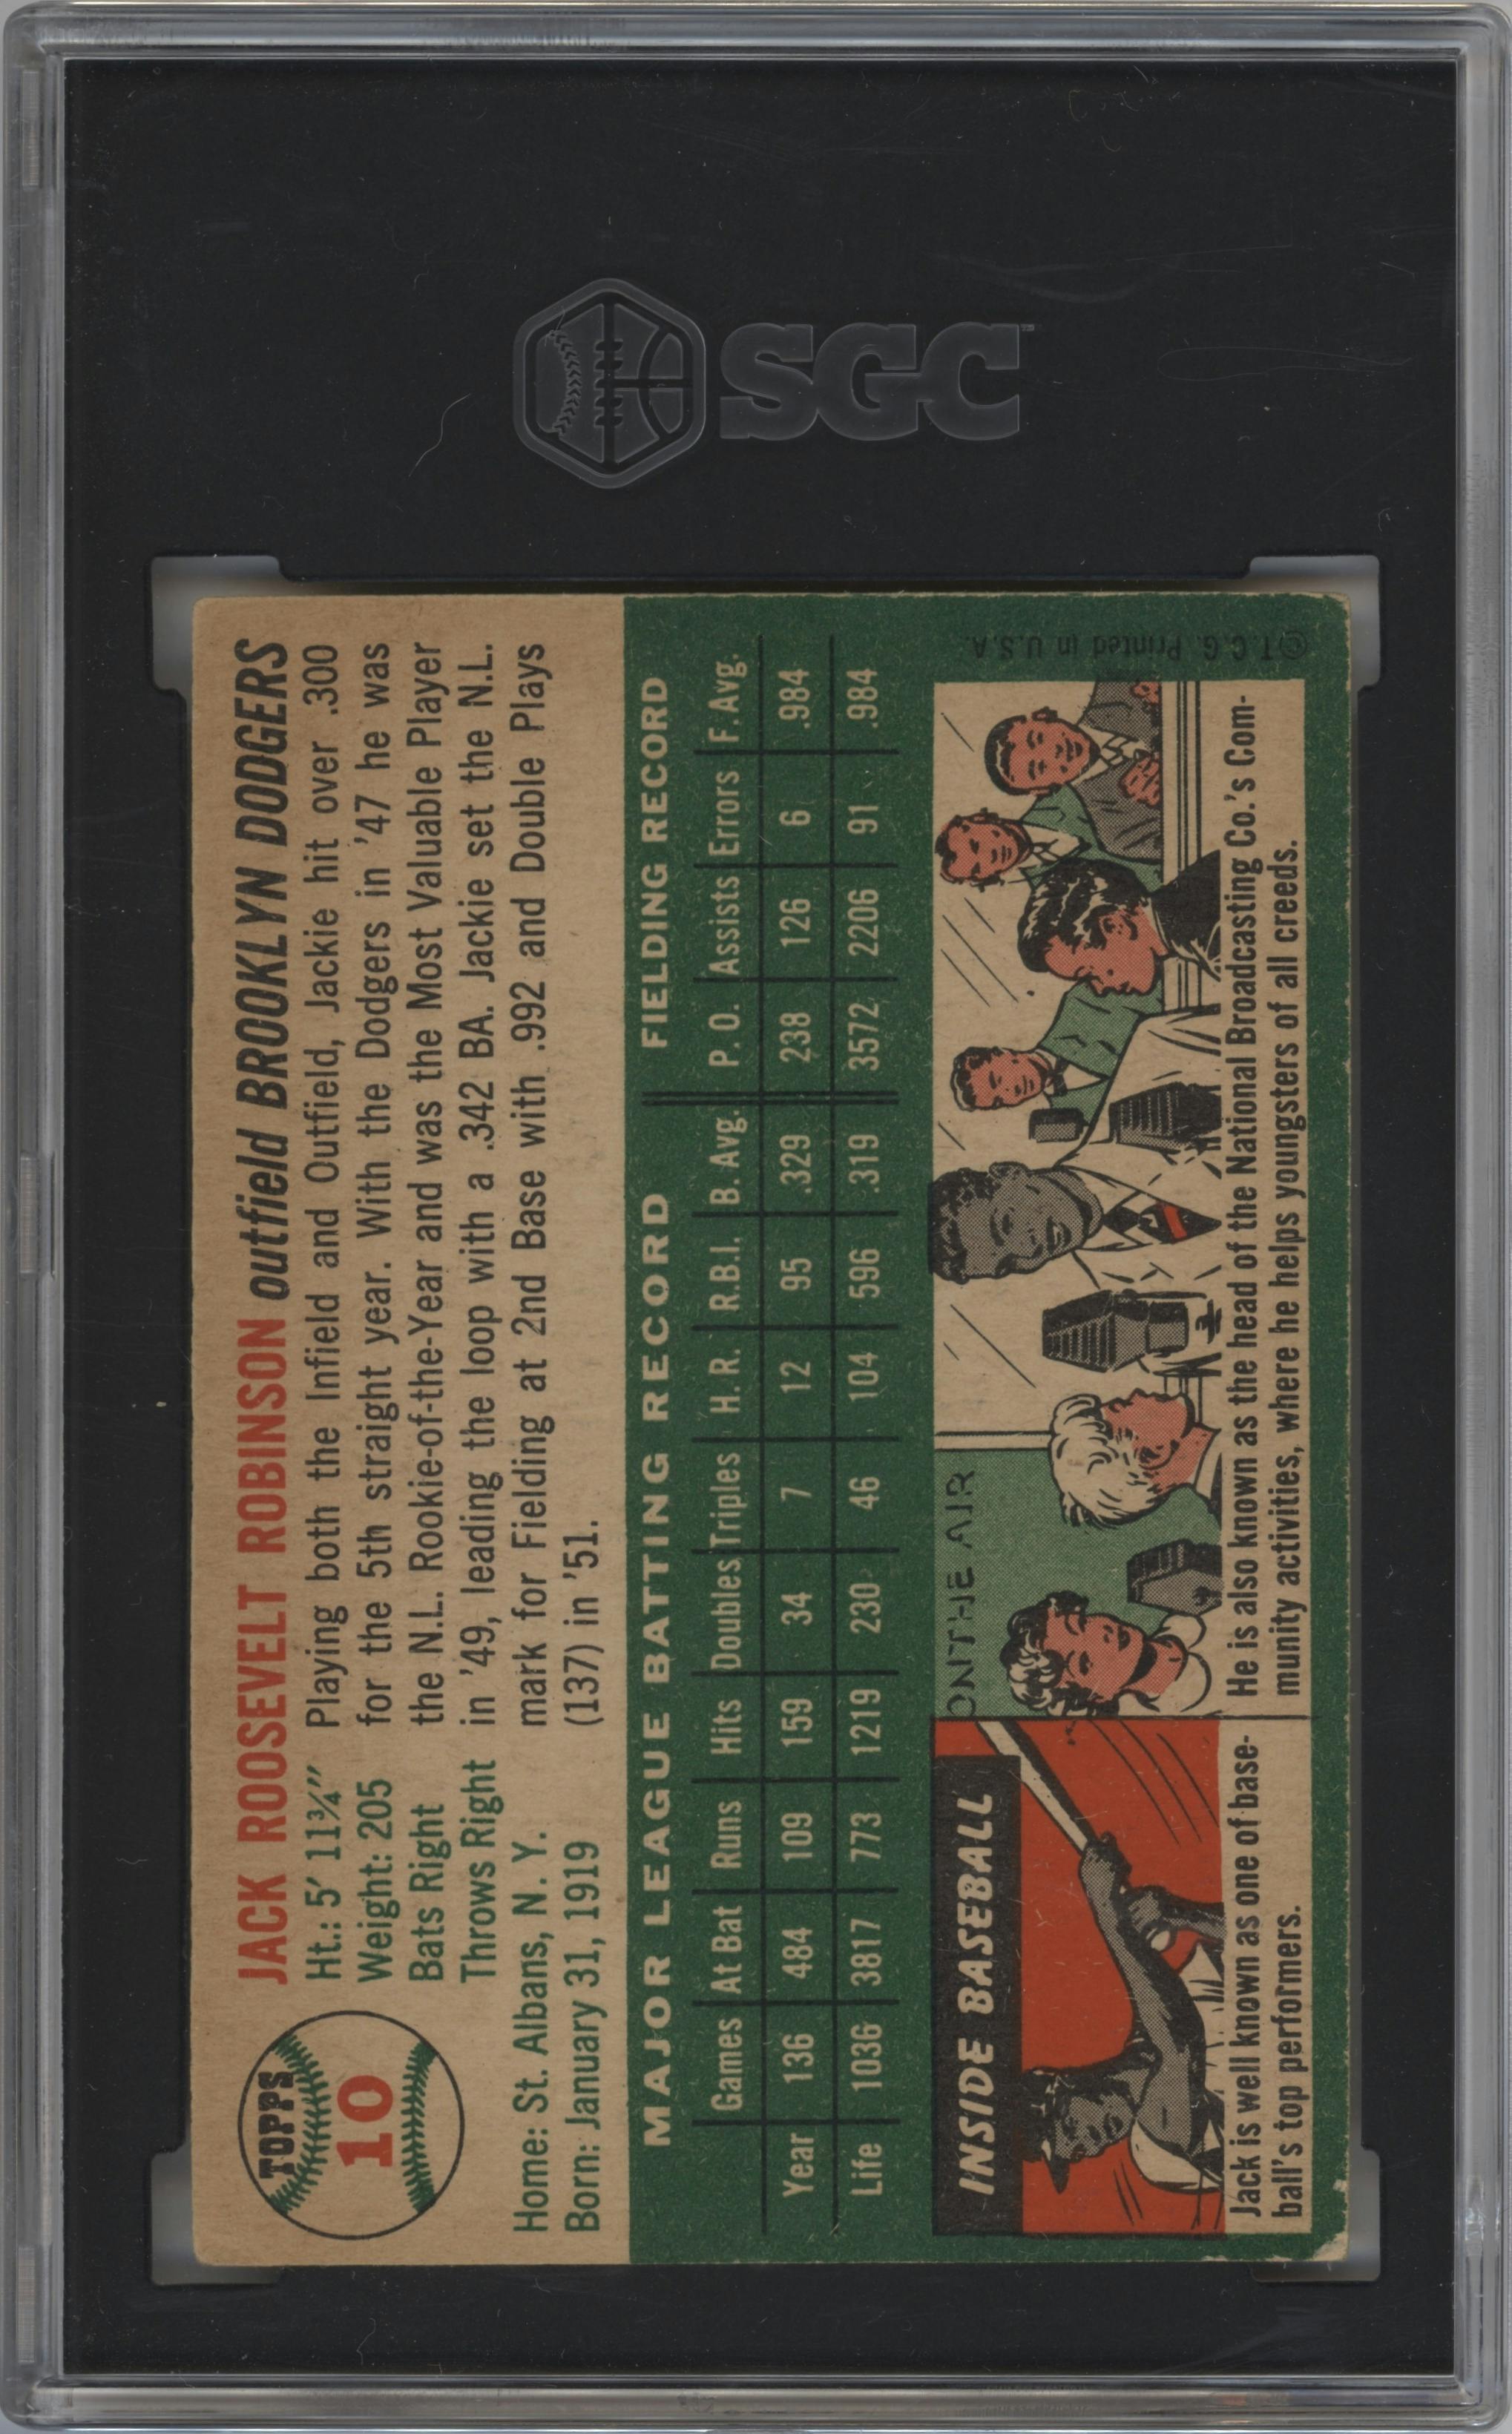 SGC
TOPPS
10
JACK ROOSEVELT ROBINSON outfield BROOKLYN DODGERS
Ht.: 5′ 11¾″
Weight: 205
Bats Right
Throws Right
Home: St. Albans, N. Y.
Born: January 31, 1919
Playing both the Infield and Outfield, Jackie hit over .300
for the 5th straight year. With the Dodgers in '47 he was
the N.L. Rookie-of-the-Year and was the Most Valuable Player
in '49, leading the loop with a .342 BA. Jackie set the N.L.
mark for Fielding at 2nd Base with .992 and Double Plays
(137) in '51.
MAJOR LEAGUE BATTING RECORD FIELDING RECORD
Games At Bat Runs Hits Doubles Triples H. R. R.B.I. B. Avg. P. O. Assists Errors F. Avg.
Year 136 484 109 159 34 7 12 95 .329 238 126 6 .984
Life 1036 3817 773 1219 230 46 104 596 .319 3572 2206 91 .984
INSIDE BASEBALL
ON THE AIR
Jack is well known as one of base-
ball's top performers.
He is also known as the head of the National Broadcasting Co.'s Com-
munity activities, where he helps youngsters of all creeds.
©T.C.G. Printed in U.S.A.